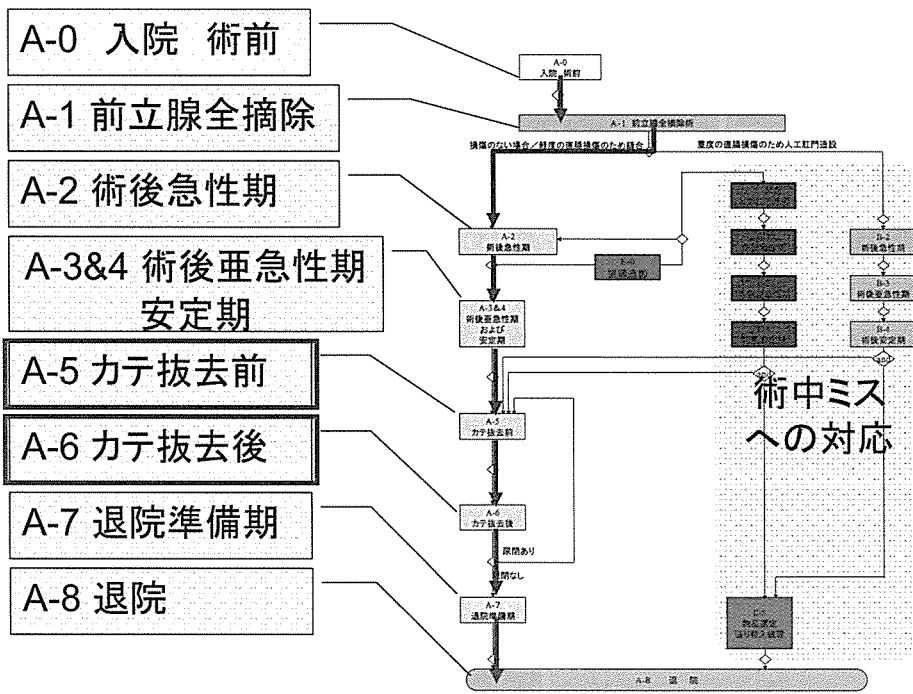 A-0 入院 術前
A-1 前立腺全摘除
A-2 術後急性期
A-3&4 術後亜急性期
安定期
A-5 カテ抜去前
A-6 カテ抜去後
A-7 退院準備期
A-8 退院
A-0
入院 術前
A-1 前立腺全摘除術
損傷のない場合／軽度の直腸損傷のため縫合
重度の直腸損傷のため人工肛門造設
A-2
術後急性期
A-3&4
術後亜急性期
および
安定期
A-5
カテ抜去前
A-6
カテ抜去後
尿閉あり
尿閉なし
A-7
退院準備期
A-8 退 院
術後急性期
B-3
術後亜急性期
B-4
術後安定期
and
術中ミス
への対応